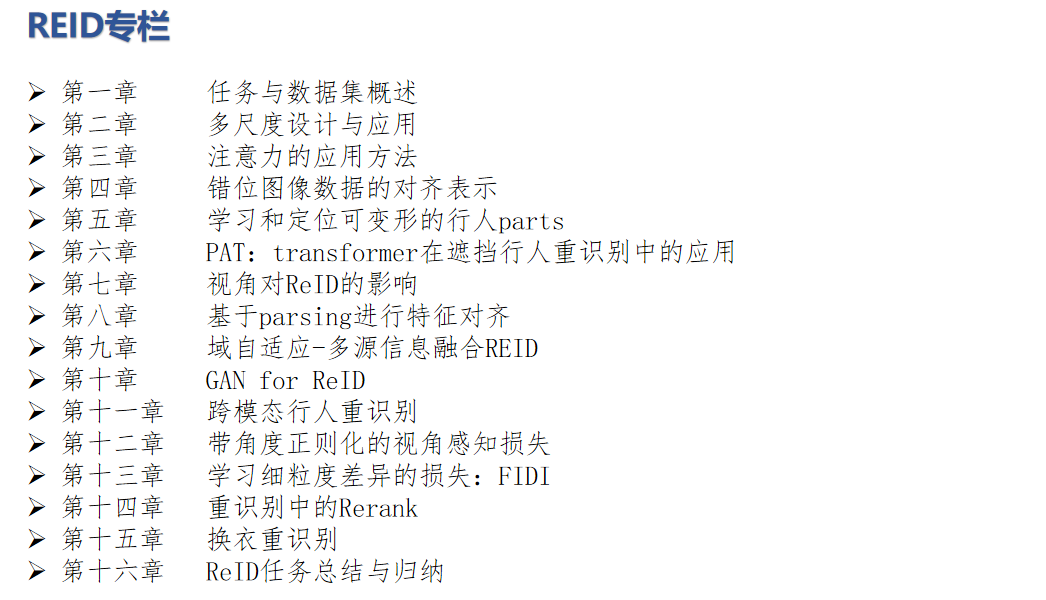 REID专栏
➢ 第一章 任务与数据集概述
➢ 第二章 多尺度设计与应用
➢ 第三章 注意力的应用方法
➢ 第四章 错位图像数据的对齐表示
➢ 第五章 学习和定位可变形的行人parts
➢ 第六章 PAT：transformer在遮挡行人重识别中的应用
➢ 第七章 视角对ReID的影响
➢ 第八章 基于parsing进行特征对齐
➢ 第九章 域自适应-多源信息融合REID
➢ 第十章 GAN for ReID
➢ 第十一章 跨模态行人重识别
➢ 第十二章 带角度正则化的视角感知损失
➢ 第十三章 学习细粒度差异的损失：FIDI
➢ 第十四章 重识别中的Rerank
➢ 第十五章 换衣重识别
➢ 第十六章 ReID任务总结与归纳